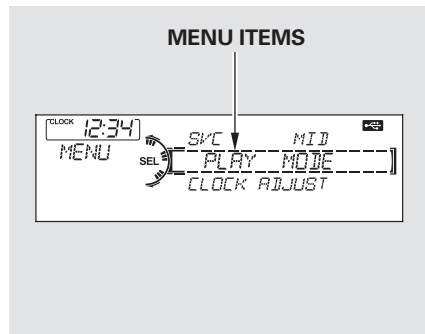 MENU ITEMS
CLOCK 12:34
SVC MID
MENU
SEL
PLAY MODE
CLOCK ADJUST